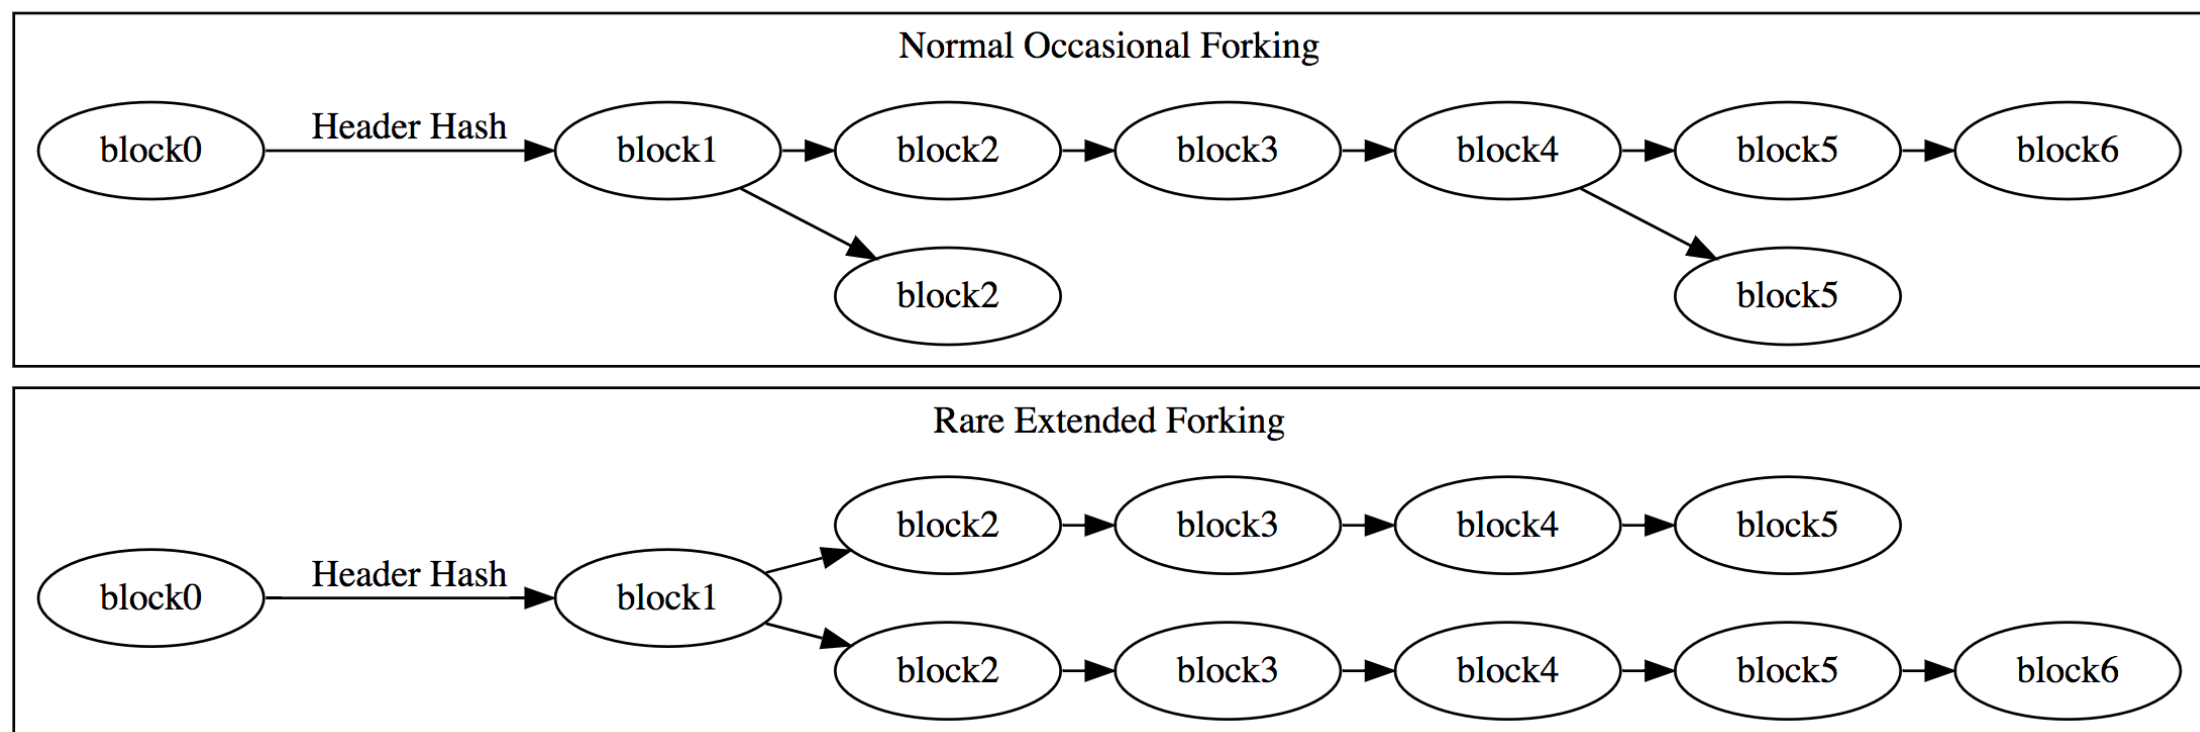 Normal Occasional Forking
block0
Header Hash
block1
block2
block3
block4
block5
block6
block2
block5
Rare Extended Forking
block2
block3
block4
block5
block0
Header Hash
block1
block2
block3
block4
block5
block6